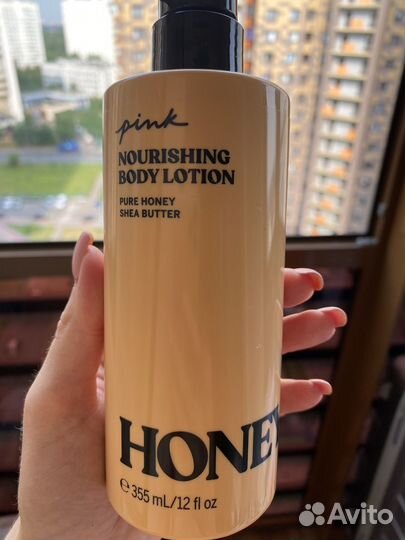 pink
NOURISHING
BODY LOTION
PURE HONEY
SHEA BUTTER
HONEY
℮ 355 mL/12 fl oz
Avito